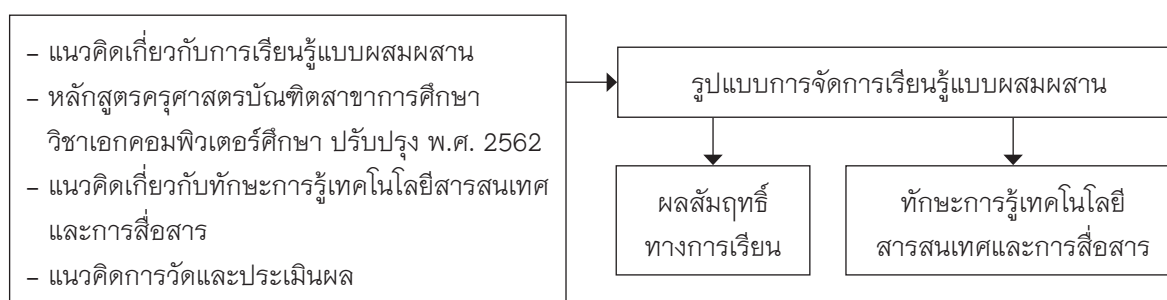 – แนวคิดเกี่ยวกับการเรียนรู้แบบผสมผสาน
– หลักสูตรครุศาสตรบัณฑิตสาขาการศึกษา
วิชาเอกคอมพิวเตอร์ศึกษา ปรับปรุง พ.ศ. 2562
– แนวคิดเกี่ยวกับทักษะการรู้เทคโนโลยีสารสนเทศ
และการสื่อสาร
– แนวคิดการวัดและประเมินผล
รูปแบบการจัดการเรียนรู้แบบผสมผสาน
ผลสัมฤทธิ์
ทางการเรียน
ทักษะการรู้เทคโนโลยี
สารสนเทศและการสื่อสาร